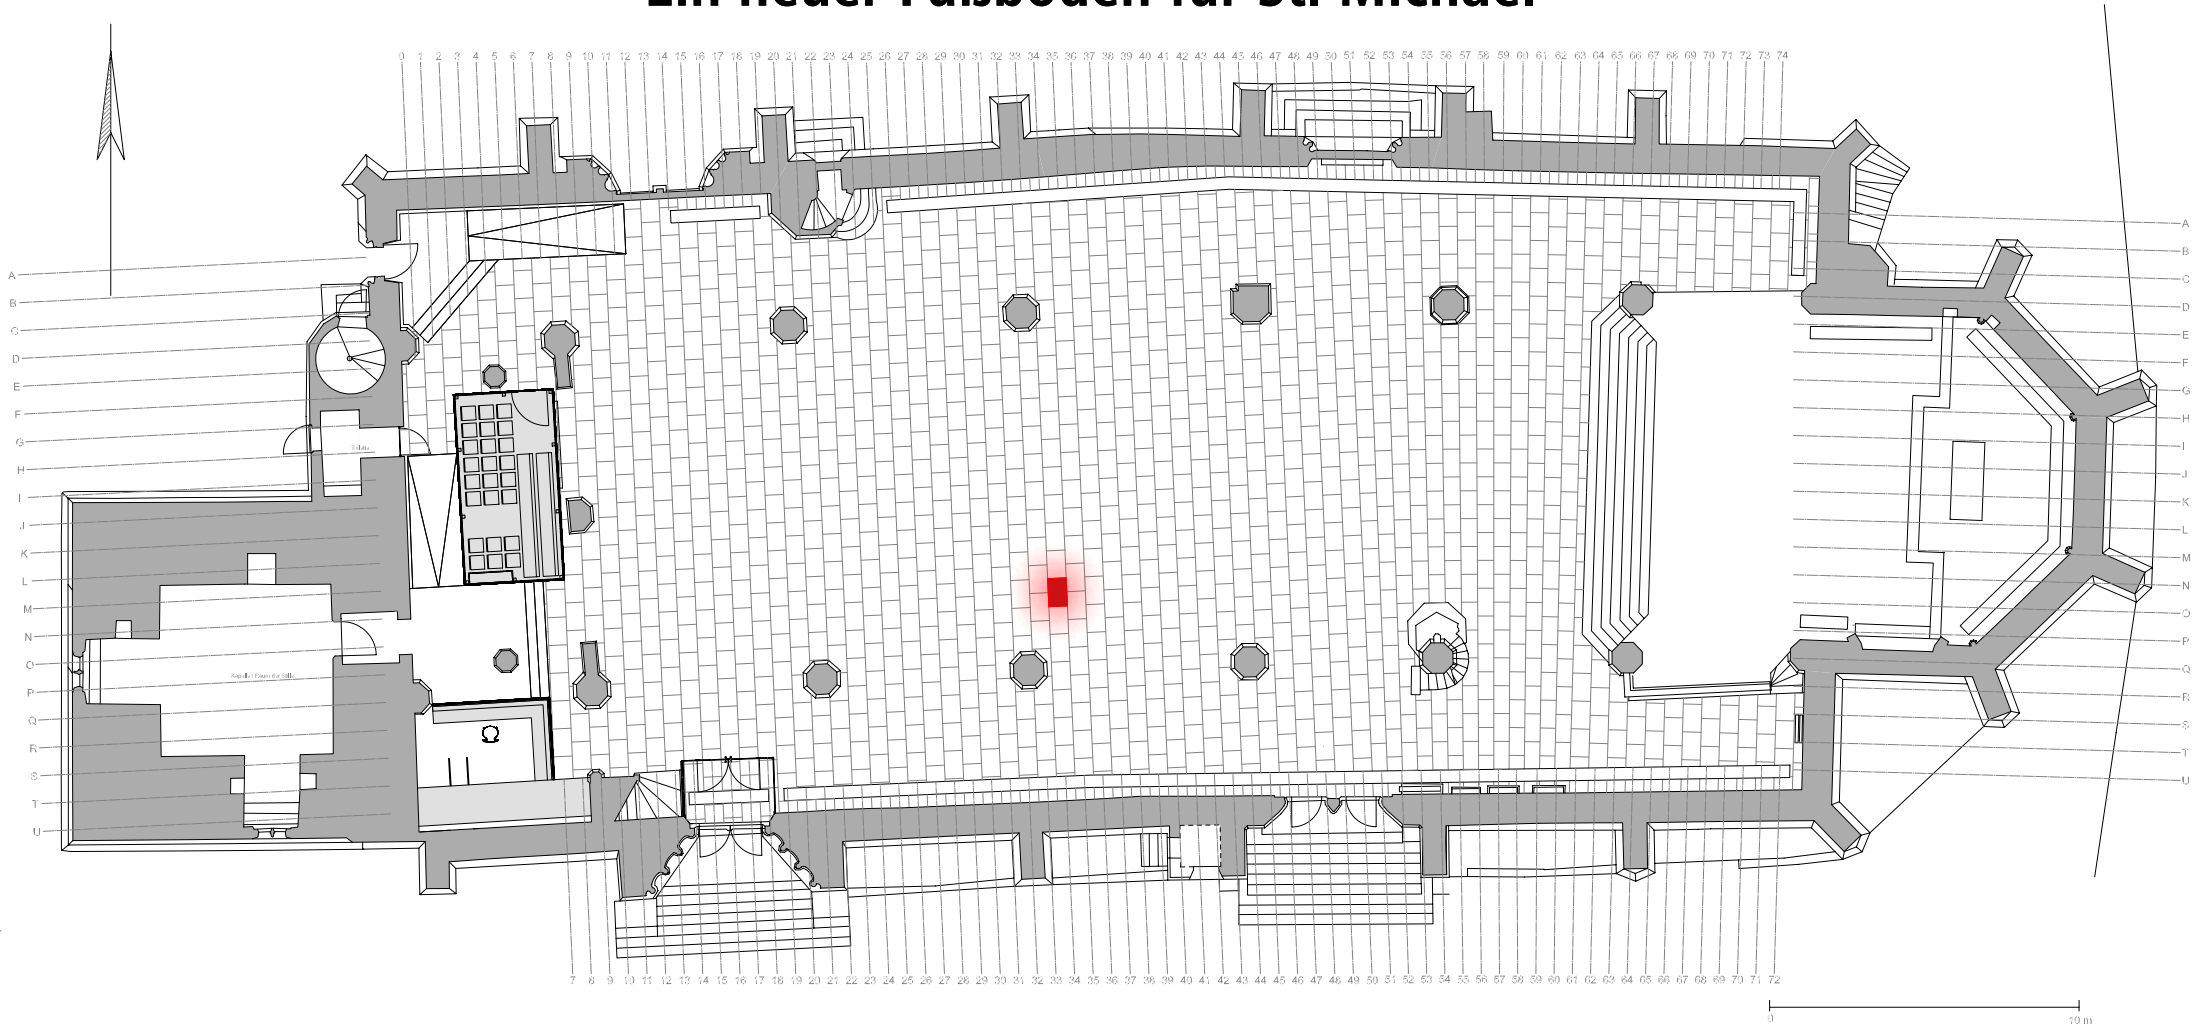 Ein neuer Fußboden für St. Michael
0 1 2 3 4 5 6 7 8 9 10 11 12 13 14 15 16 17 18 19 20 21 22 23 24 25 26 27 28 29 30 31 32 33 34 35 36 37 38 39 40 41 42 43 44 45 46 47 48 49 50 51 52 53 54 55 56 57 58 59 60 61 62 63 64 65 66 67 68 69 70 71 72 73 74
A
B
C
D
E
F
G
H
I
J
K
L
M
N
O
P
Q
R
S
T
U
Kapelle / Raum der Stille
A
B
C
D
E
F
G
H
I
J
K
L
M
N
O
P
Q
R
S
T
U
7 8 9 10 11 12 13 14 15 16 17 18 19 20 21 22 23 24 25 26 27 28 29 30 31 32 33 34 35 36 37 38 39 40 41 42 43 44 45 46 47 48 49 50 51 52 53 54 55 56 57 58 59 60 61 62 63 64 65 66 67 68 69 70 71 72
0 10 m